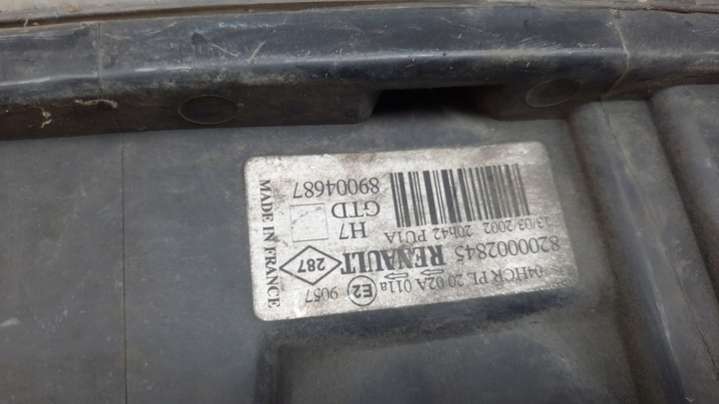 89004687
H7
GTD
13/03/2002 20h42 PU1A
8200002845 RENAULT 287
04HCR PL 20 02A 011a E2 9057
MADE IN FRANCE